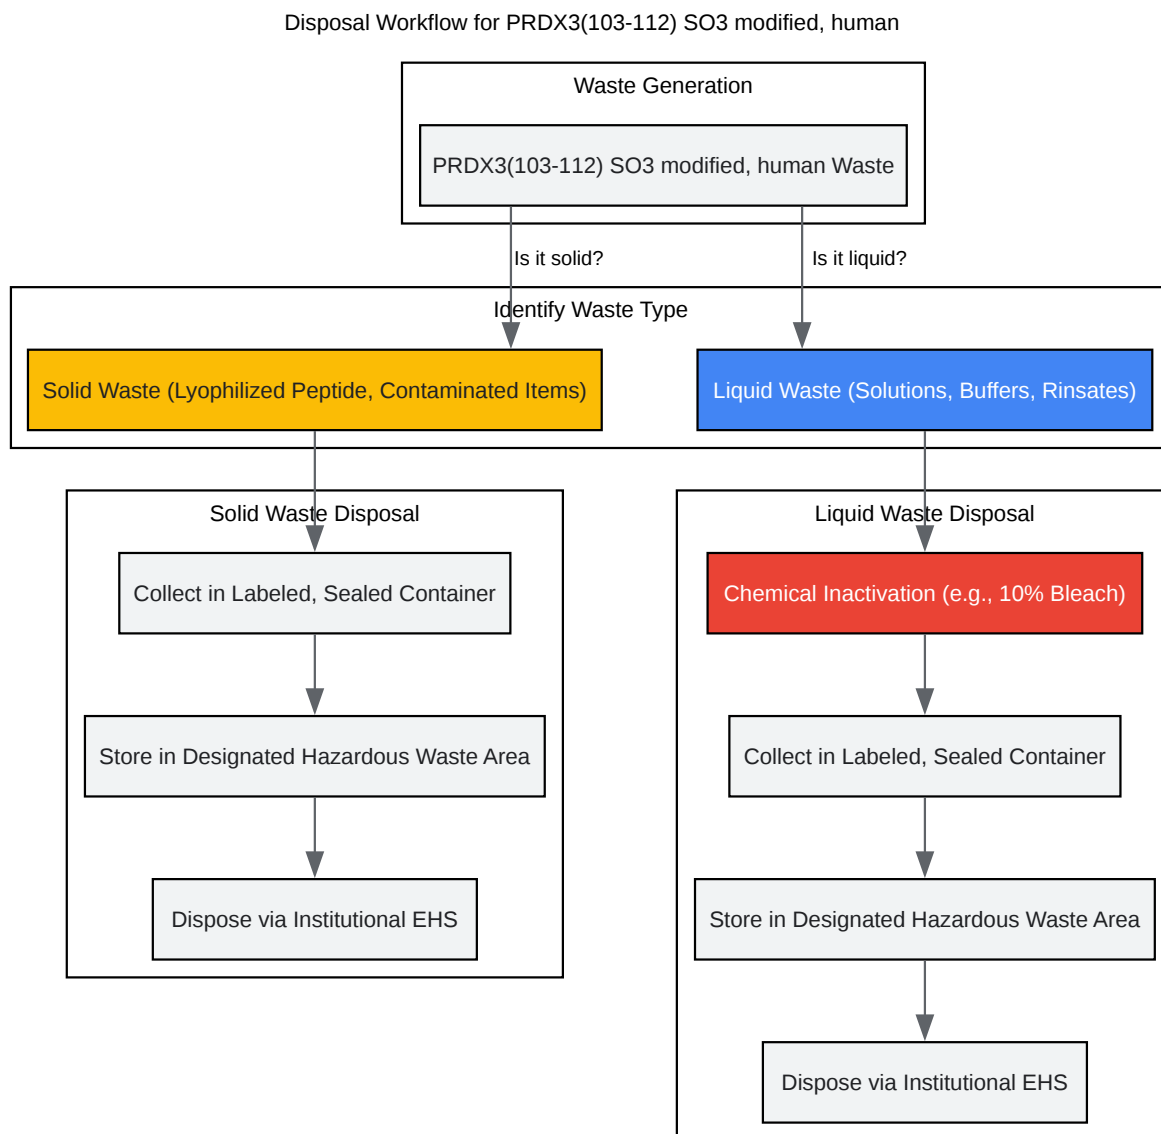 Disposal Workflow for PRDX3(103-112) SO3 modified, human
Waste Generation
PRDX3(103-112) SO3 modified, human Waste
Is it solid?
Is it liquid?
Identify Waste Type
Solid Waste (Lyophilized Peptide, Contaminated Items)
Liquid Waste (Solutions, Buffers, Rinsates)
Solid Waste Disposal
Collect in Labeled, Sealed Container
Store in Designated Hazardous Waste Area
Dispose via Institutional EHS
Liquid Waste Disposal
Chemical Inactivation (e.g., 10% Bleach)
Collect in Labeled, Sealed Container
Store in Designated Hazardous Waste Area
Dispose via Institutional EHS